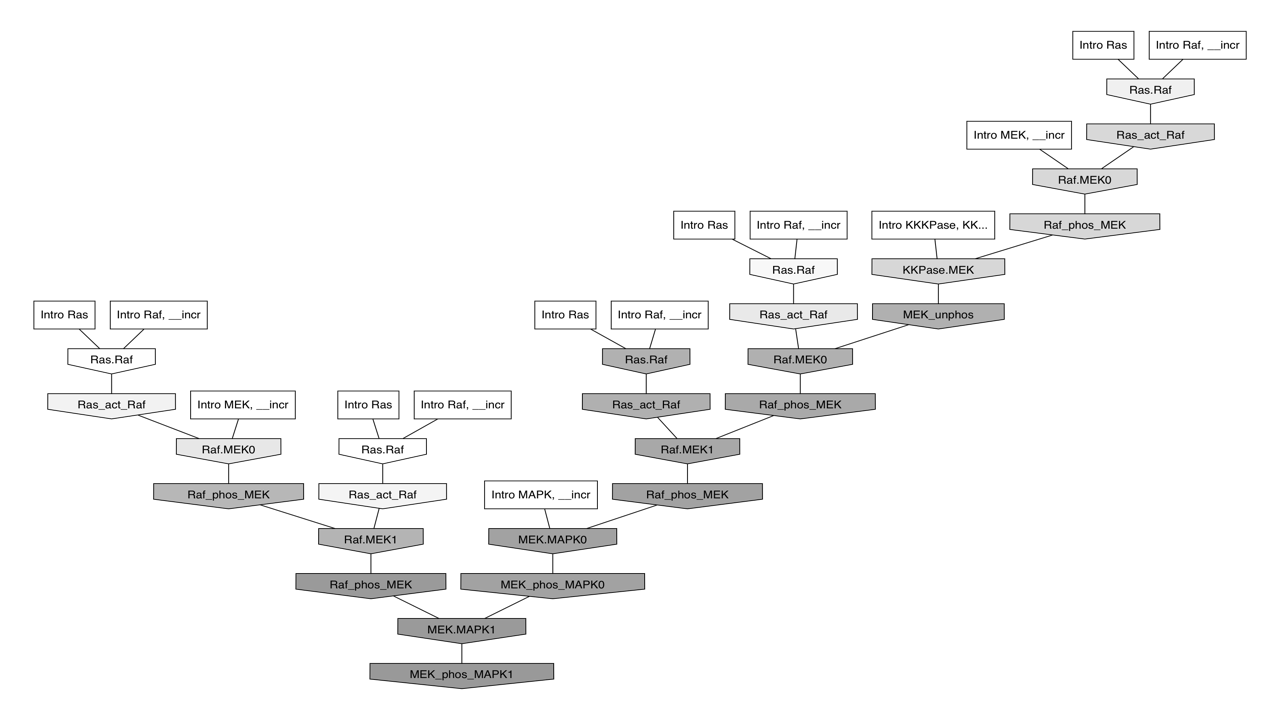 Intro Ras
Intro Raf, __incr
Ras.Raf
Intro MEK, __incr
Ras_act_Raf
Raf.MEK0
Intro Ras
Intro Raf, __incr
Intro KKKPase, KK...
Raf_phos_MEK
Ras.Raf
KKPase.MEK
Intro Ras
Intro Raf, __incr
Intro Ras
Intro Raf, __incr
Ras_act_Raf
MEK_unphos
Ras.Raf
Ras.Raf
Raf.MEK0
Ras_act_Raf
Intro MEK, __incr
Intro Ras
Intro Raf, __incr
Ras_act_Raf
Raf_phos_MEK
Raf.MEK0
Ras.Raf
Raf.MEK1
Raf_phos_MEK
Ras_act_Raf
Intro MAPK, __incr
Raf_phos_MEK
Raf.MEK1
MEK.MAPK0
Raf_phos_MEK
MEK_phos_MAPK0
MEK.MAPK1
MEK_phos_MAPK1